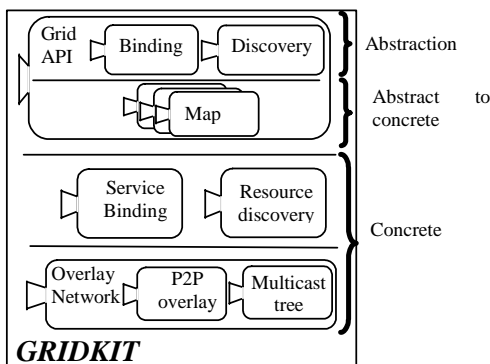 Grid
API
Binding
Discovery
Abstraction
Map
Abstract to
concrete
Service
Binding
Resource
discovery
Concrete
Overlay
Network
P2P
overlay
Multicast
tree
GRIDKIT